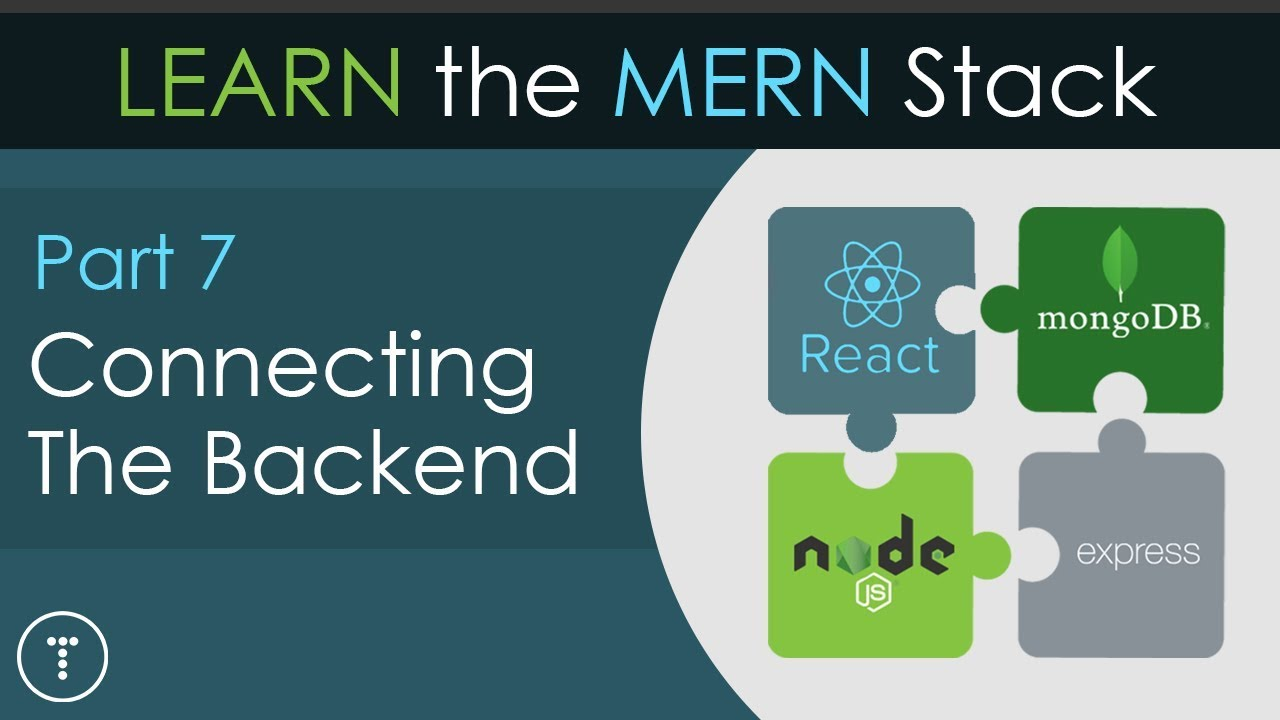 LEARN the MERN Stack
Part 7
Connecting
The Backend
React
mongoDB®
node
JS
express
T